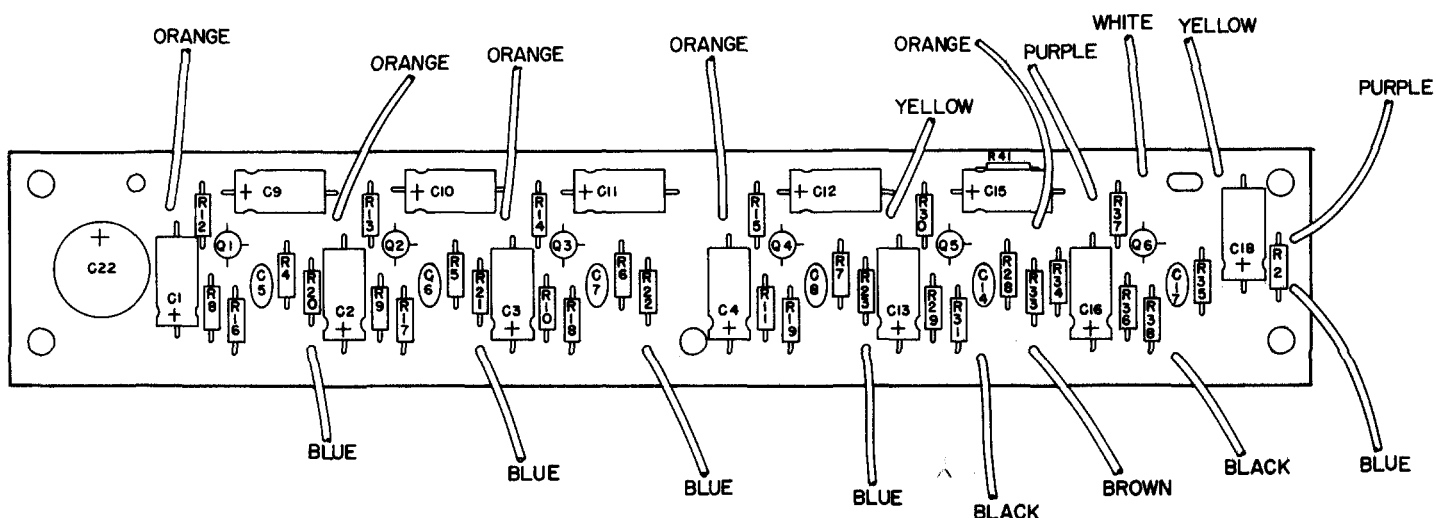 WHITE YELLOW
ORANGE ORANGE ORANGE ORANGE ORANGE PURPLE
PURPLE
YELLOW
R41
C9 C10 C11 C12 C15
R12 R13 R14 R15 R30 R37
Q1 Q2 Q3 Q4 Q5 Q6 C18
C22 R4 R5 R6 R7 R28 R2
C5 C6 C7 C8 C14 C17
R20 R21 R22 R23 R33 R34 R35
C1 R8 R16 C2 R9 R17 C3 R10 R18 C4 R11 R19 C13 R29 R31 C16 R36 R38
BLUE BLUE BLUE BLUE BLACK BROWN BLACK BLUE